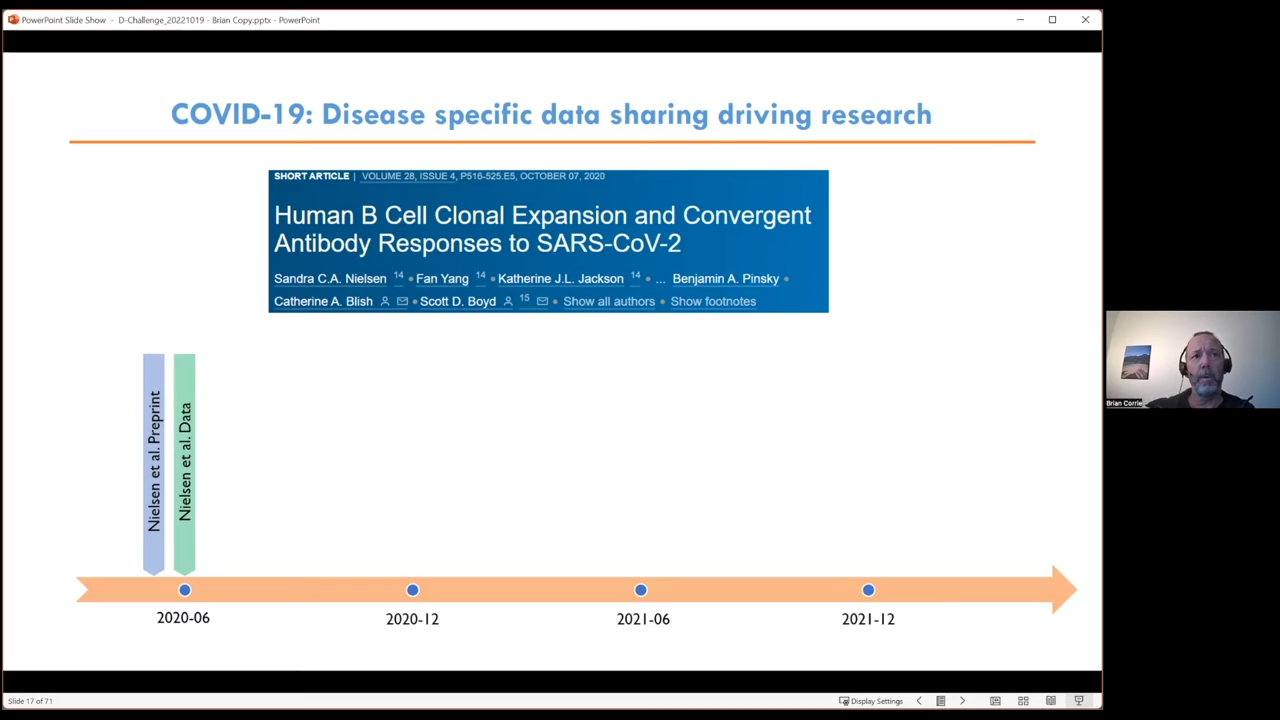 PowerPoint Slide Show - D-Challenge_20221019 - Brian Copy.pptx - PowerPoint
COVID-19: Disease specific data sharing driving research
SHORT ARTICLE | VOLUME 28, ISSUE 4, P516-525.E5, OCTOBER 07, 2020
Human B Cell Clonal Expansion and Convergent
Antibody Responses to SARS-CoV-2
Sandra C.A. Nielsen 14 • Fan Yang 14 • Katherine J.L. Jackson 14 • ... Benjamin A. Pinsky •
Catherine A. Blish • Scott D. Boyd 15 • Show all authors • Show footnotes
Nielsen et al. Preprint
Nielsen et al. Data
2020-06
2020-12
2021-06
2021-12
Brian Corrie
Slide 17 of 71
Display Settings